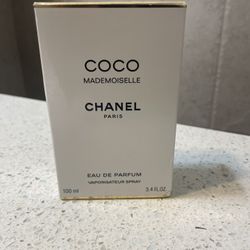 COCO
MADEMOISELLE
CHANEL
PARIS
EAU DE PARFUM
VAPORISATEUR SPRAY
100 ml 3.4 FL.OZ